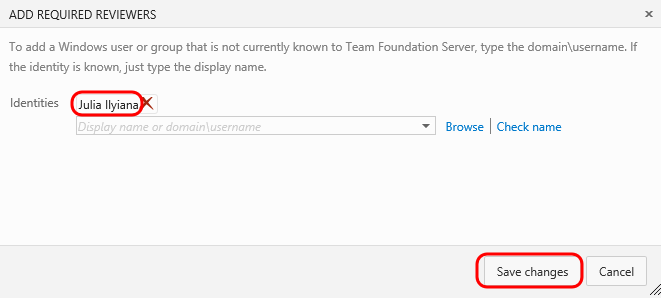 ADD REQUIRED REVIEWERS
To add a Windows user or group that is not currently known to Team Foundation Server, type the domain\username. If
the identity is known, just type the display name.
Identities Julia Ilyiana
Display name or domain\username Browse | Check name
Save changes Cancel